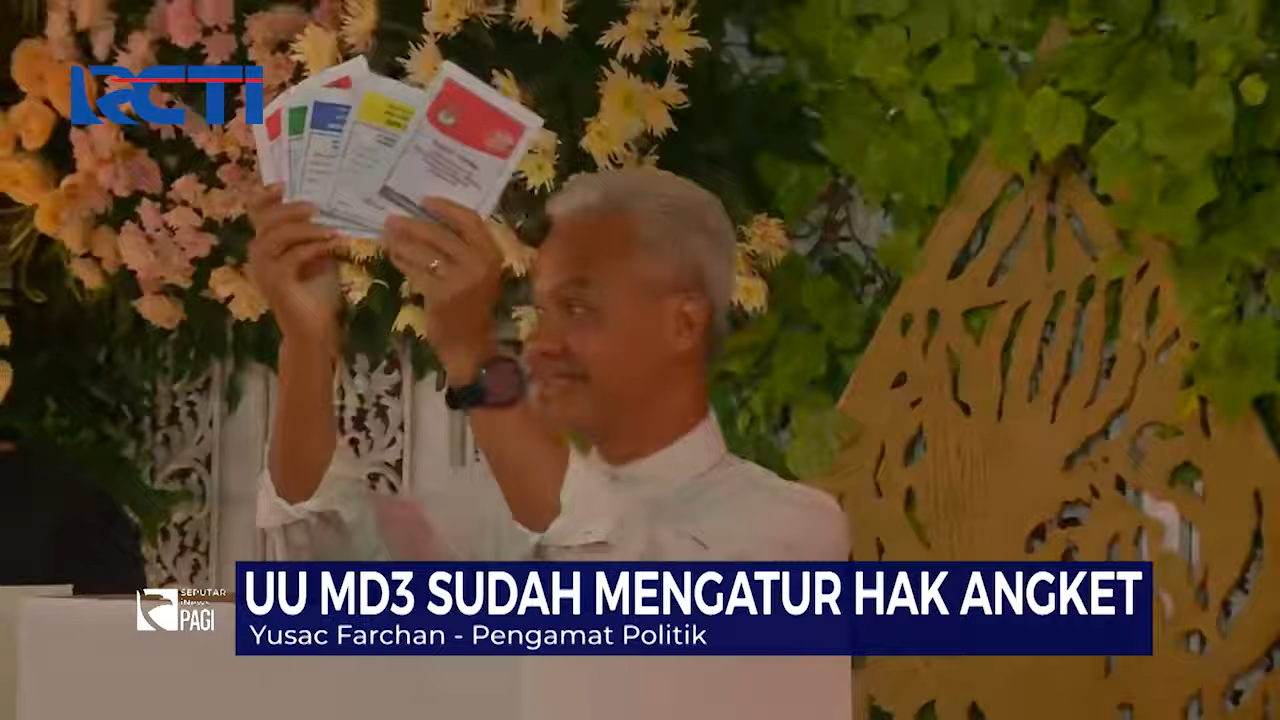 RCTI
UU MD3 SUDAH MENGATUR HAK ANGKET
Yusac Farchan - Pengamat Politik
SEPUTAR
iNews
PAGI